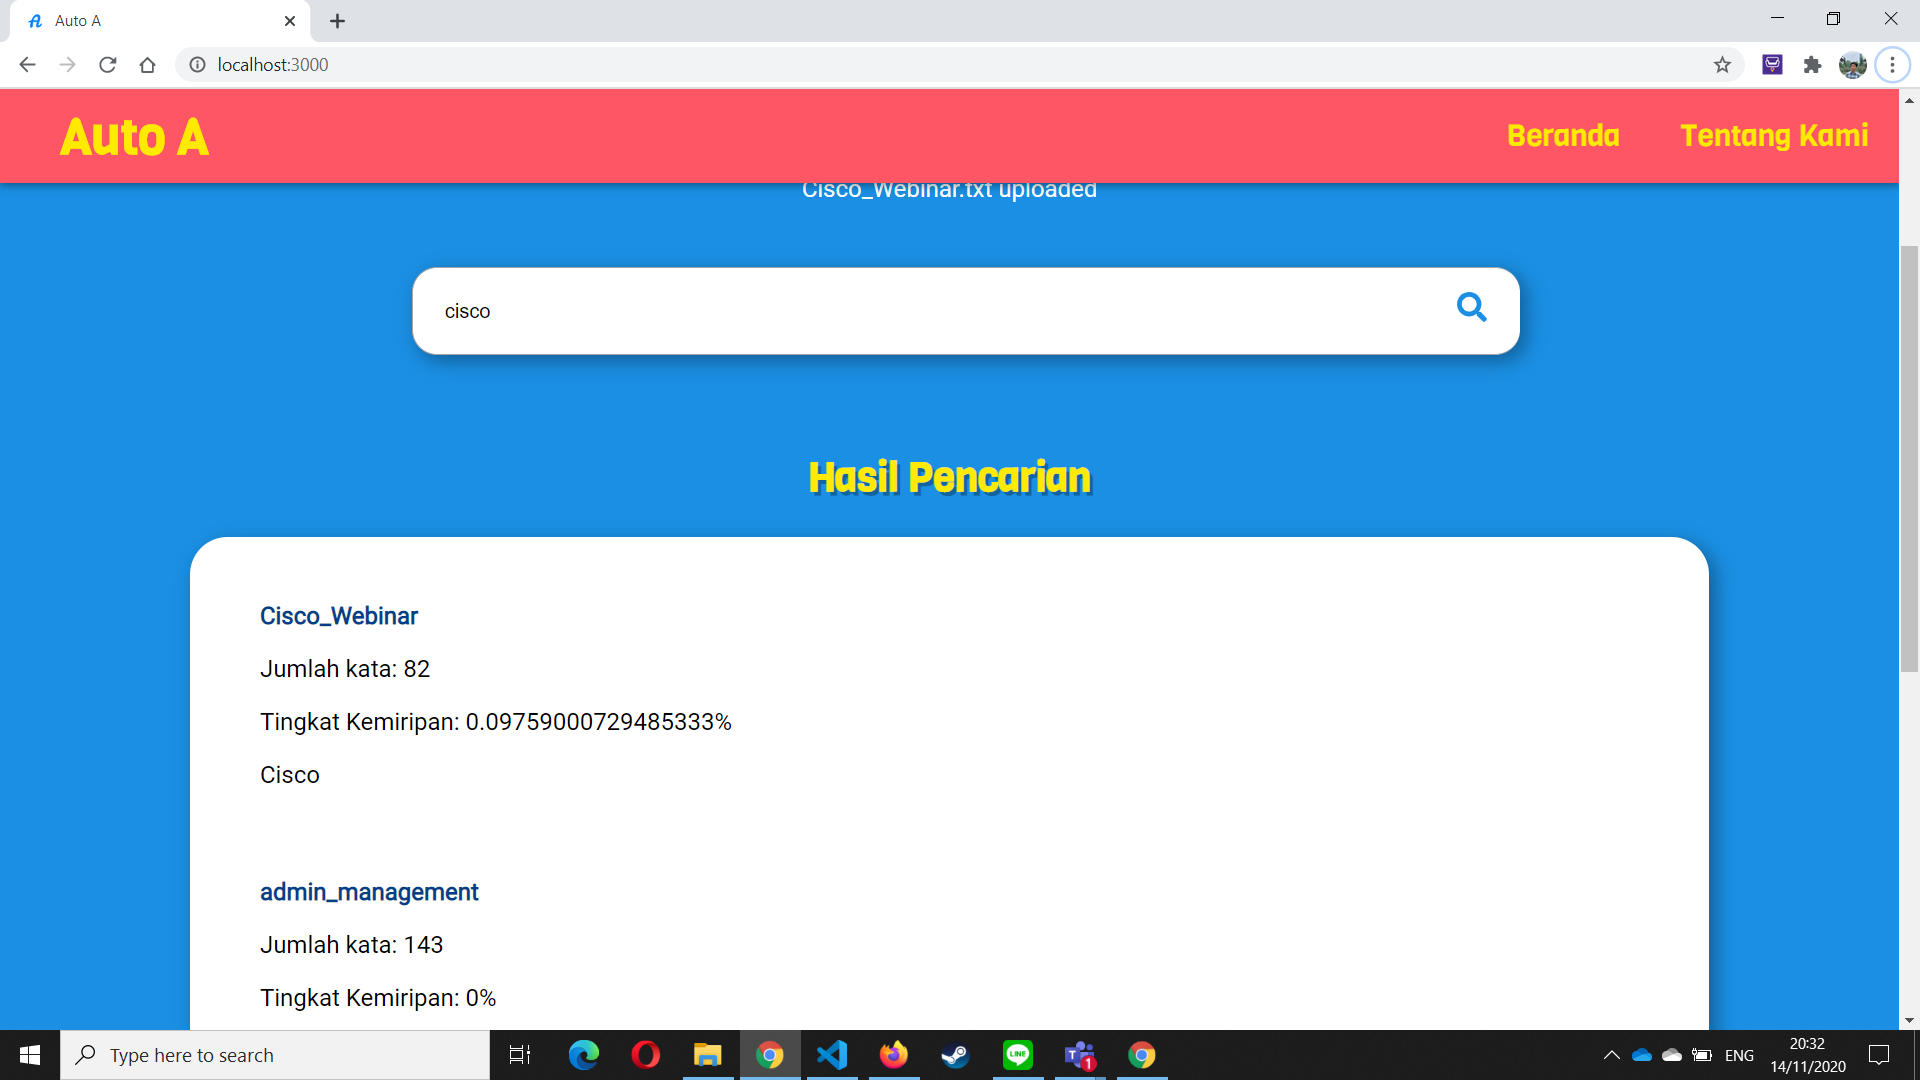 Auto A
localhost:3000
Auto A
Beranda
Tentang Kami
Cisco_Webinar.txt uploaded
cisco
Hasil Pencarian
Cisco_Webinar
Jumlah kata: 82
Tingkat Kemiripan: 0.09759000729485333%
Cisco
admin_management
Jumlah kata: 143
Tingkat Kemiripan: 0%
Type here to search
LINE
T
1
ENG
20:32
14/11/2020